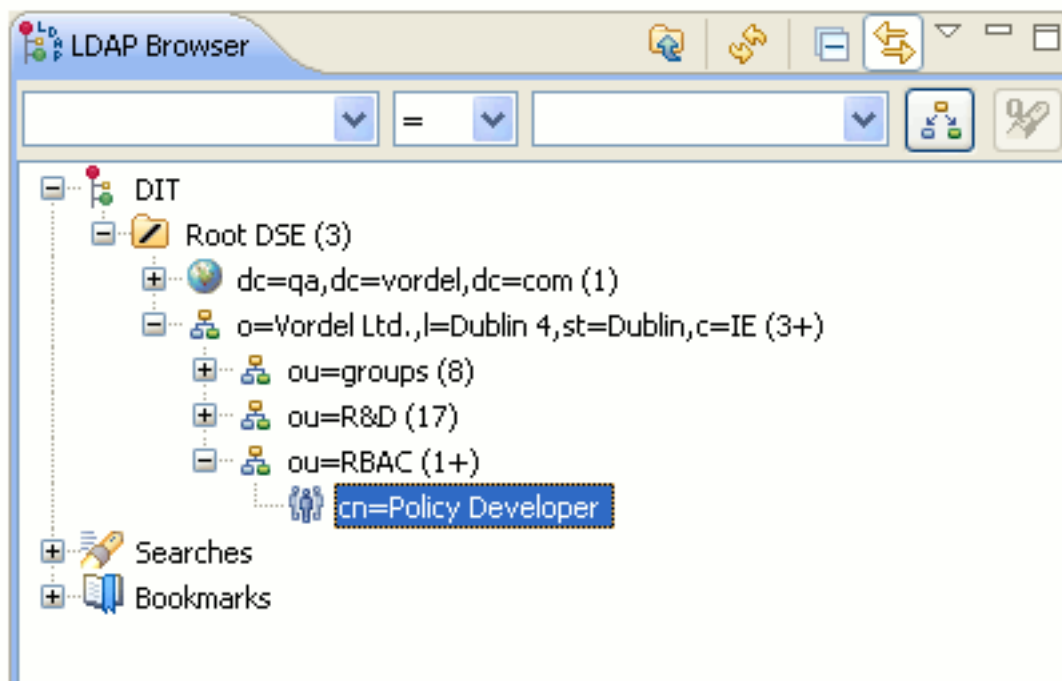 LDAP Browser
=
DIT
Root DSE (3)
dc=qa,dc=vordel,dc=com (1)
o=Vordel Ltd.,l=Dublin 4,st=Dublin,c=IE (3+)
ou=groups (8)
ou=R&D (17)
ou=RBAC (1+)
cn=Policy Developer
Searches
Bookmarks